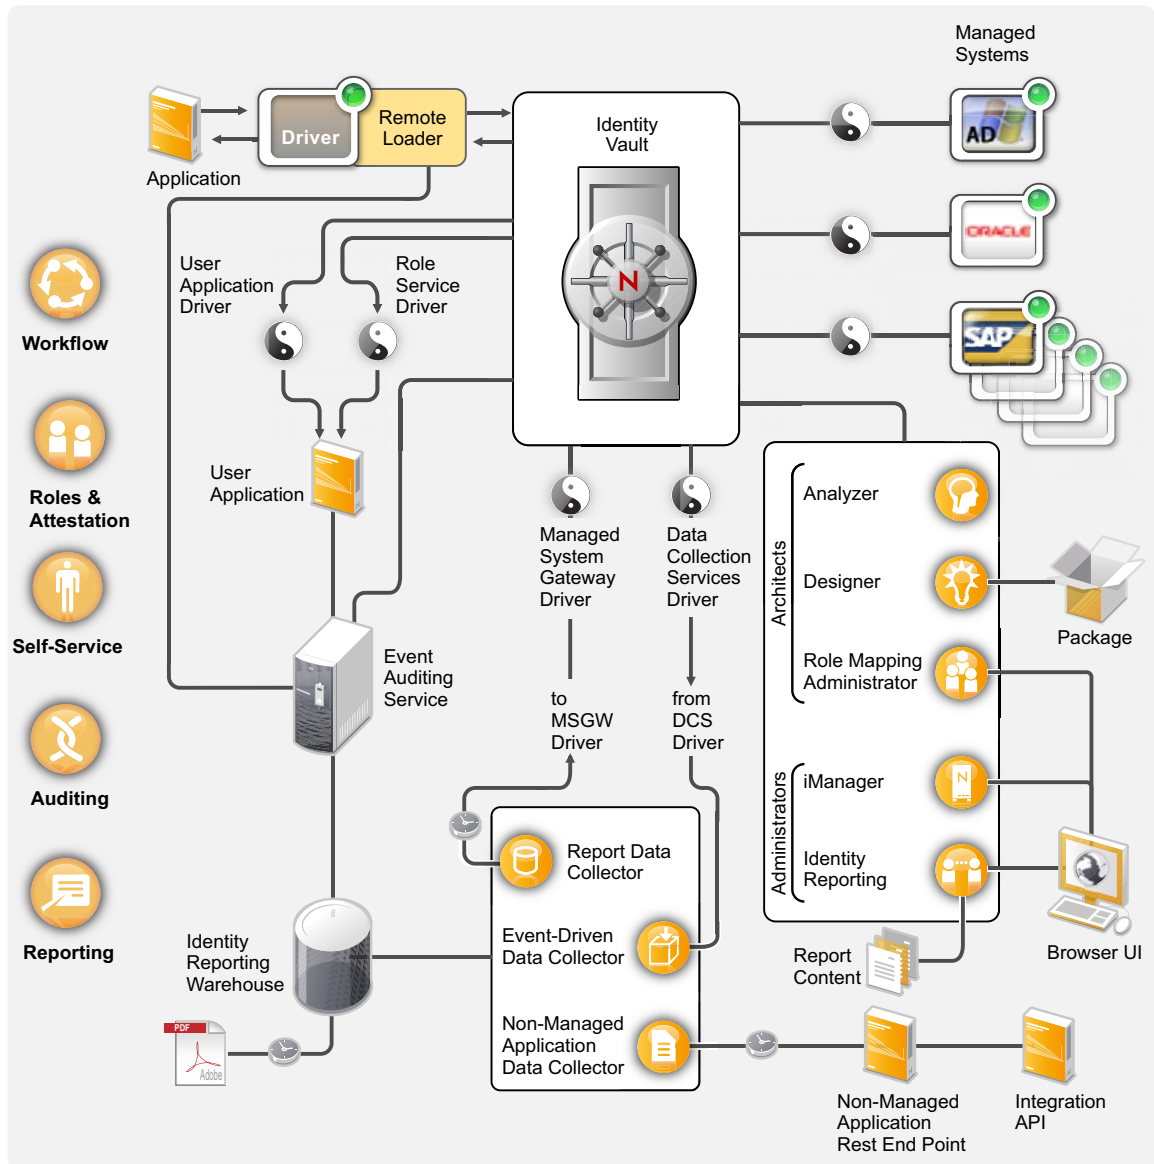 Managed
Systems
Driver
Remote
Loader
Identity
Vault
AD
Application
ORACLE
User
Application
Driver
Role
Service
Driver
N
SAP
Workflow
Roles &
Attestation
User
Application
Analyzer
Architects
Managed
System
Gateway
Driver
Data
Collection
Services
Driver
Designer
Package
Self-Service
Event
Auditing
Service
Role Mapping
Administrator
to
MSGW
Driver
from
DCS
Driver
Auditing
Administrators
iManager
N
Report Data
Collector
Identity
Reporting
Reporting
Identity
Reporting
Warehouse
Event-Driven
Data Collector
Report
Content
Browser UI
PDF
Adobe
Non-Managed
Application
Data Collector
Non-Managed
Application
Rest End Point
Integration
API